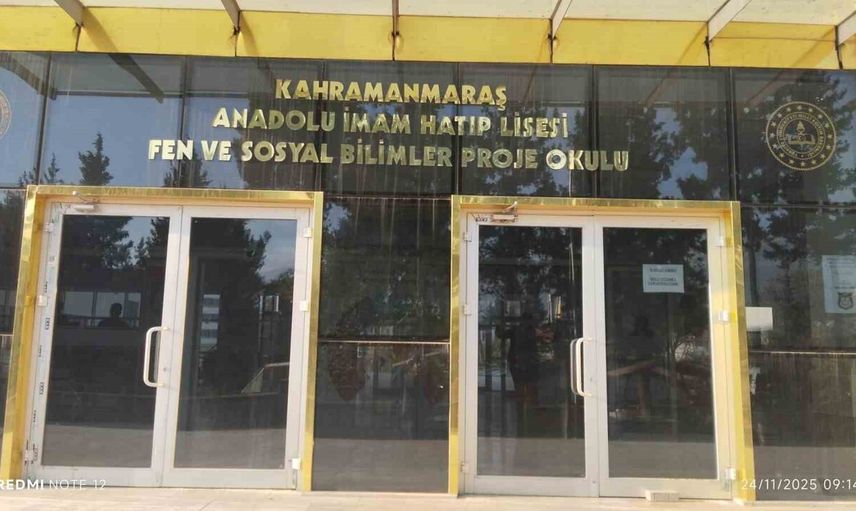 KAHRAMANMARAŞ
ANADOLU İMAM HATİP LİSESİ
FEN VE SOSYAL BİLİMLER PROJE OKULU
REDMI NOTE 12
24/11/2025 09:14